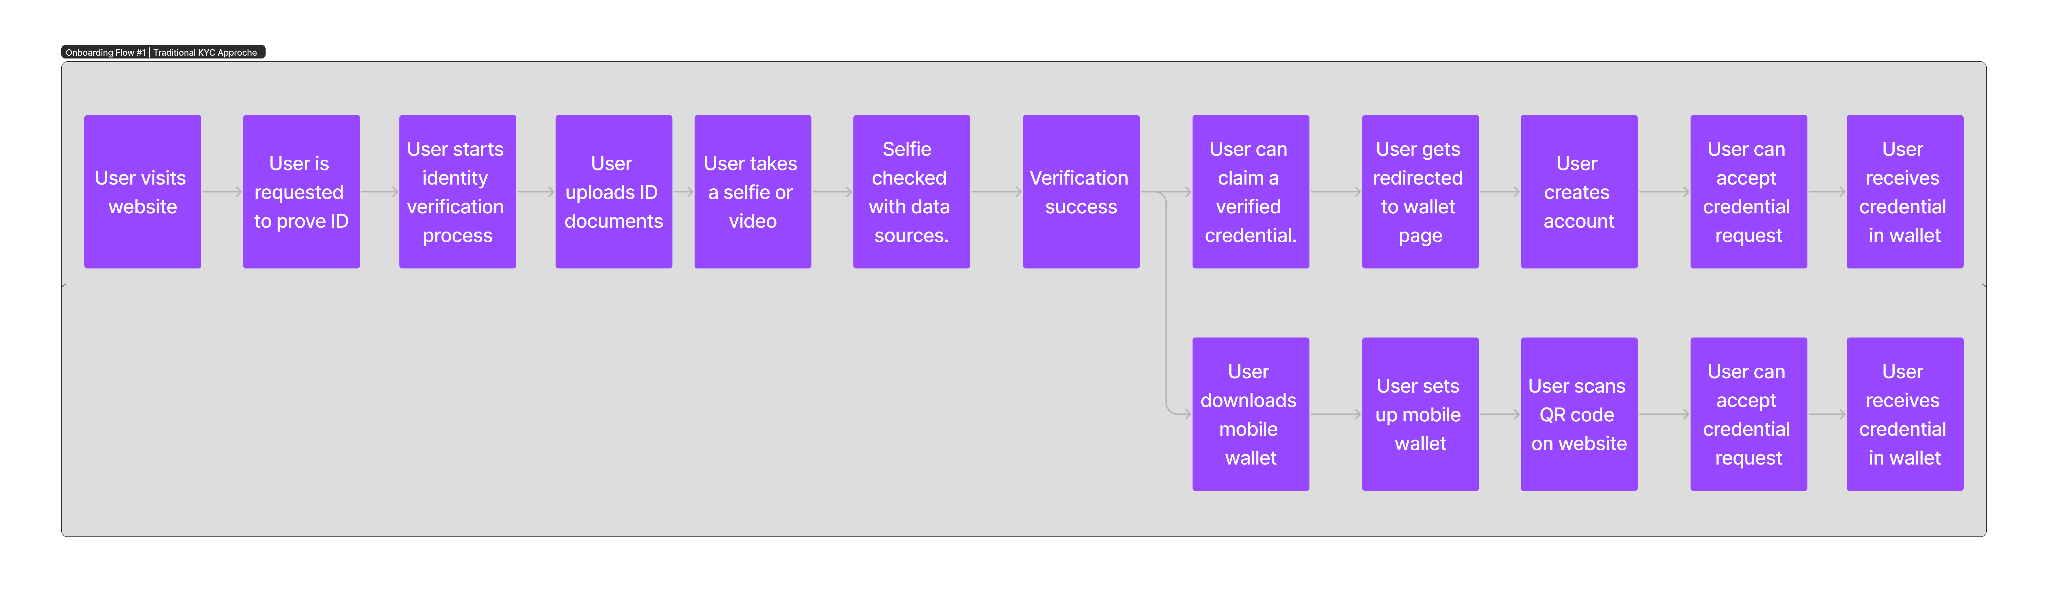 Onboarding Flow #1 | Traditional KYC Approche
User visits
website
User is
requested
to prove ID
User starts
identity
verification
process
User
uploads ID
documents
User takes
a selfie or
video
Selfie
checked
with data
sources.
Verification
success
User can
claim a
verified
credential.
User gets
redirected
to wallet
page
User
creates
account
User can
accept
credential
request
User
receives
credential
in wallet
User
downloads
mobile
wallet
User sets
up mobile
wallet
User scans
QR code
on website
User can
accept
credential
request
User
receives
credential
in wallet